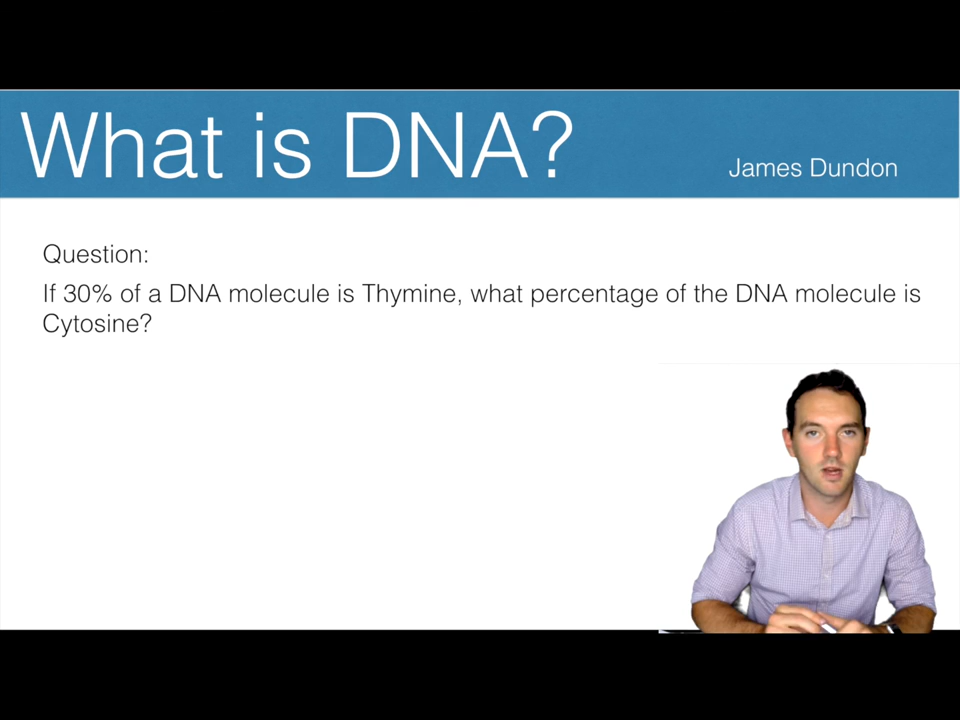 What is DNA?
James Dundon
Question:
If 30% of a DNA molecule is Thymine, what percentage of the DNA molecule is
Cytosine?